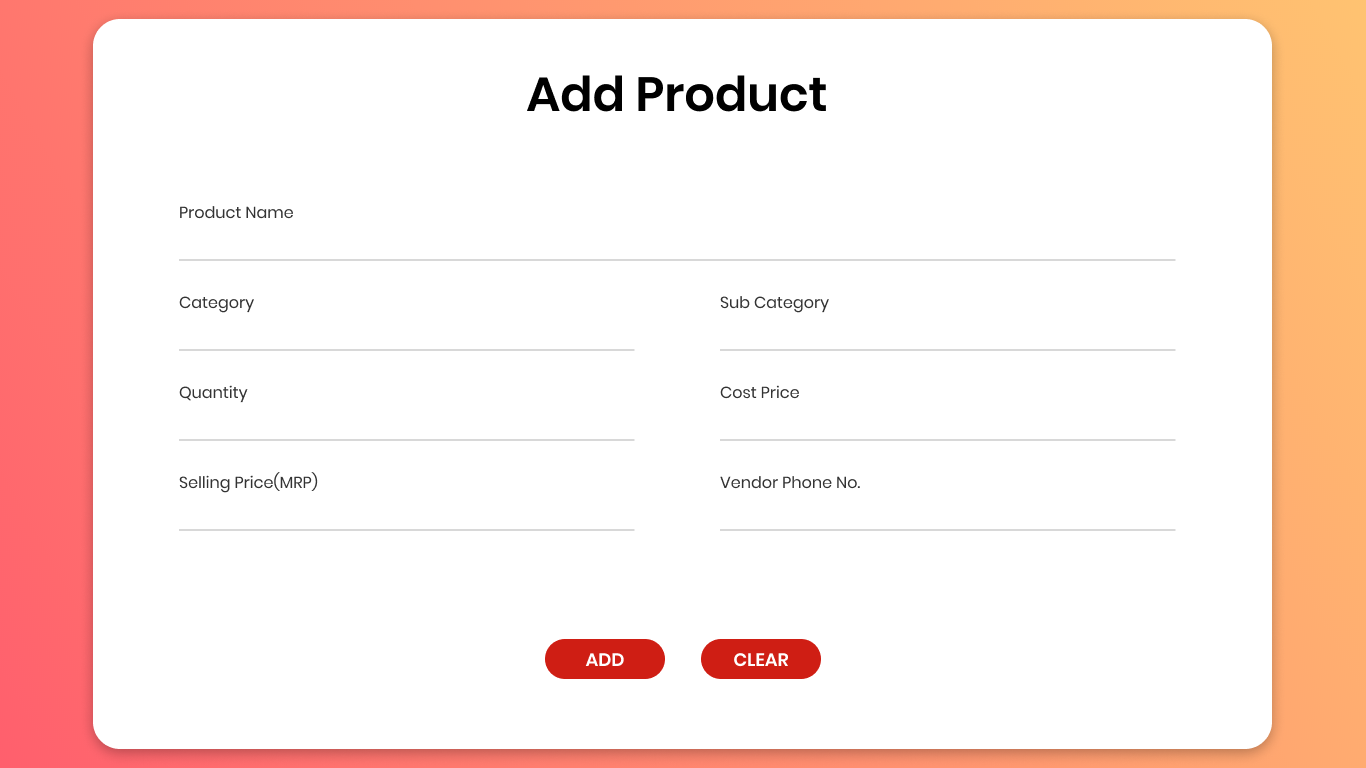 Add Product
Product Name
Category
Sub Category
Quantity
Cost Price
Selling Price(MRP)
Vendor Phone No.
ADD
CLEAR